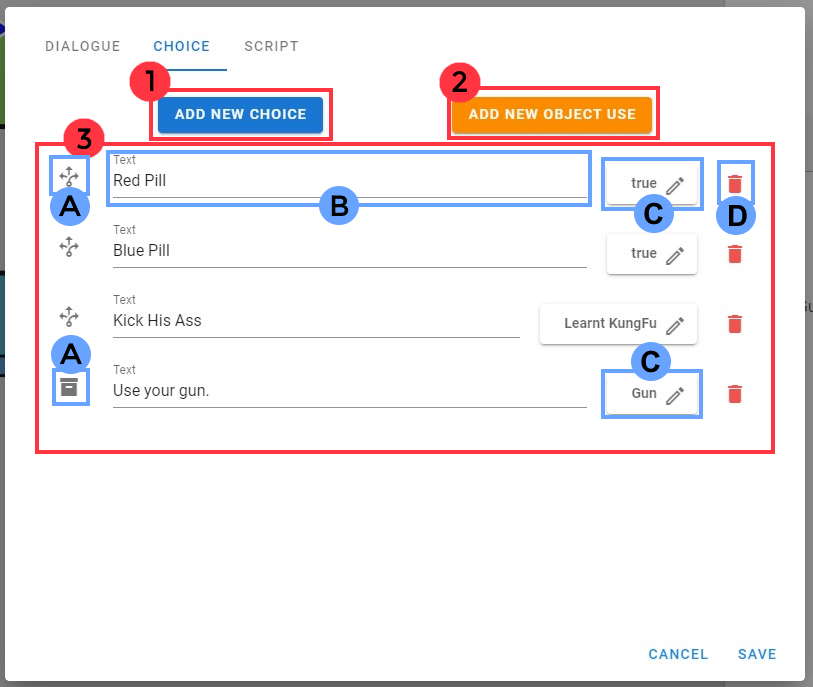 DIALOGUE CHOICE SCRIPT
1 2
ADD NEW CHOICE ADD NEW OBJECT USE
3
Text
Red Pill true
A B C D
Text
Blue Pill true
Text
Kick His Ass Learnt KungFu
A C
Text
Use your gun. Gun
CANCEL SAVE